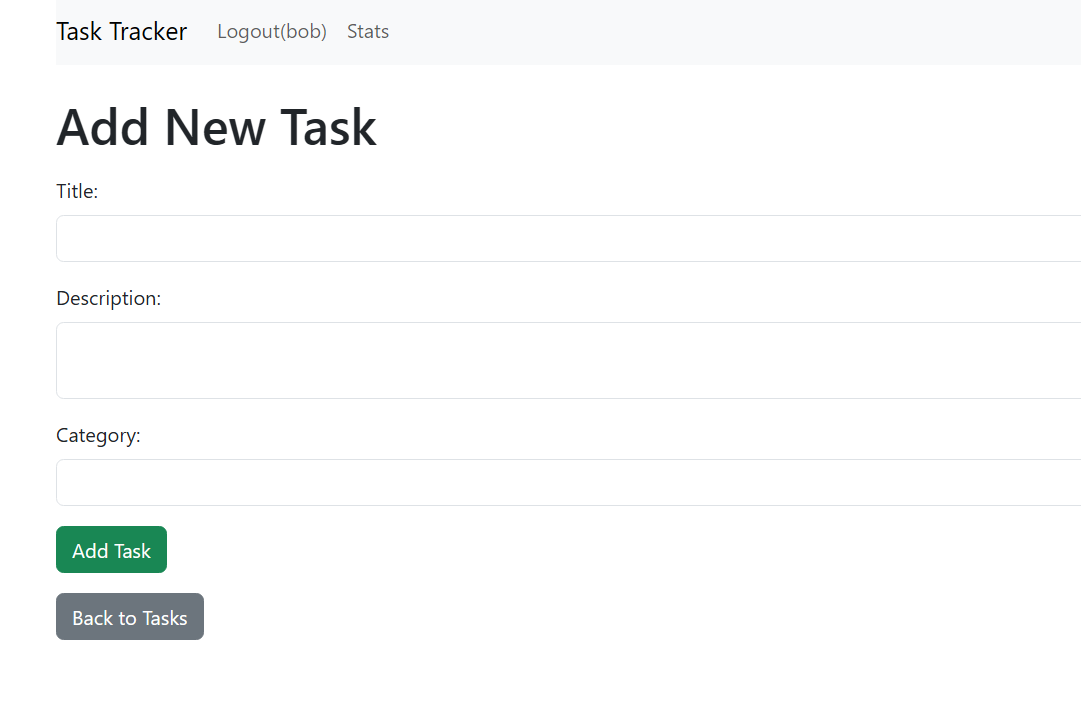 Task Tracker Logout(bob) Stats
Add New Task
Title:
Description:
Category:
Add Task
Back to Tasks